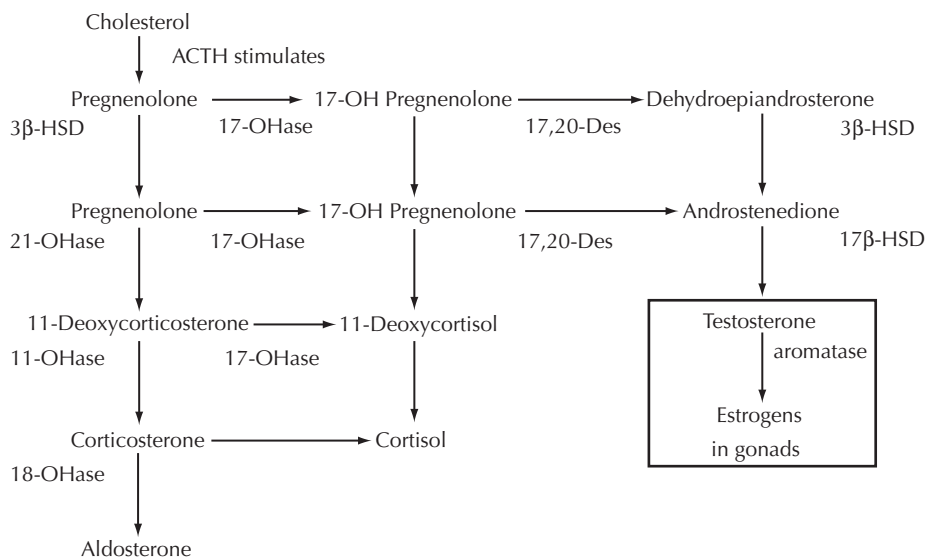 Cholesterol
ACTH stimulates
Pregnenolone 17-OH Pregnenolone Dehydroepiandrosterone
3β-HSD 17-OHase 17,20-Des 3β-HSD
Pregnenolone 17-OH Pregnenolone Androstenedione
21-OHase 17-OHase 17,20-Des 17β-HSD
11-Deoxycorticosterone 11-Deoxycortisol Testosterone
11-OHase 17-OHase aromatase
Estrogens
Corticosterone Cortisol in gonads
18-OHase
Aldosterone